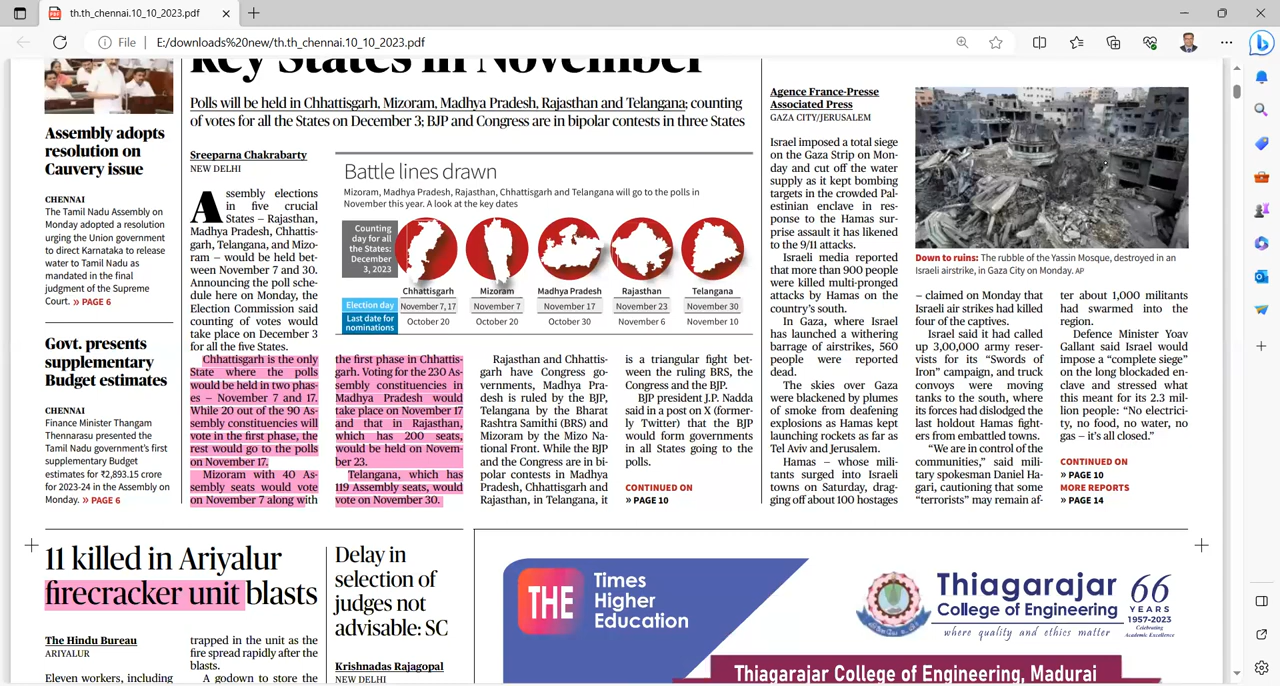 th.th_chennai.10_10_2023.pdf
File
E:/downloads%20new/th.th_chennai.10_10_2023.pdf
key States in November
Polls will be held in Chhattisgarh, Mizoram, Madhya Pradesh, Rajasthan and Telangana; counting
of votes for all the States on December 3; BJP and Congress are in bipolar contests in three States
Assembly adopts
resolution on
Cauvery issue
CHENNAI
The Tamil Nadu Assembly on
Monday adopted a resolution
urging the Union government
to direct Karnataka to release
water to Tamil Nadu as
mandated in the final
judgment of the Supreme
Court. » PAGE 6
Govt. presents
supplementary
Budget estimates
CHENNAI
Finance Minister Thangam
Thennarasu presented the
Tamil Nadu government's first
supplementary Budget
estimates for ₹2,893.15 crore
for 2023-24 in the Assembly on
Monday. » PAGE 6
Sreeparna Chakrabarty
NEW DELHI
Assembly elections
in five crucial
States – Rajasthan,
Madhya Pradesh, Chhattis-
garh, Telangana, and Mizo-
ram – would be held bet-
ween November 7 and 30.
Announcing the poll sche-
dule here on Monday, the
Election Commission said
counting of votes would
take place on December 3
for all the five States.
Chhattisgarh is the only
State where the polls
would be held in two phas-
es – November 7 and 17.
While 20 out of the 90 As-
sembly constituencies will
vote in the first phase, the
rest would go to the polls
on November 17.
Mizoram with 40 As-
sembly seats would vote
on November 7 along with
Battle lines drawn
Mizoram, Madhya Pradesh, Rajasthan, Chhattisgarh and Telangana will go to the polls in
November this year. A look at the key dates
Counting
day for all
the States:
December
3, 2023
Chhattisgarh Mizoram Madhya Pradesh Rajasthan Telangana
Election day November 7, 17 November 7 November 17 November 23 November 30
Last date for
nominations October 20 October 20 October 30 November 6 November 10
the first phase in Chhattis-
garh. Voting for the 230 As-
sembly constituencies in
Madhya Pradesh would
take place on November 17
and that in Rajasthan,
which has 200 seats,
would be held on Novem-
ber 23.
Telangana, which has
119 Assembly seats, would
vote on November 30.
Rajasthan and Chhattis-
garh have Congress go-
vernments, Madhya Pra-
desh is ruled by the BJP,
Telangana by the Bharat
Rashtra Samithi (BRS) and
Mizoram by the Mizo Na-
tional Front. While the BJP
and the Congress are in bi-
polar contests in Madhya
Pradesh, Chhattisgarh and
Rajasthan, in Telangana, it
is a triangular fight bet-
ween the ruling BRS, the
Congress and the BJP.
BJP president J.P. Nadda
said in a post on X (former-
ly Twitter) that the BJP
would form governments
in all States going to the
polls.
CONTINUED ON
» PAGE 10
Agence France-Presse
Associated Press
GAZA CITY/JERUSALEM
Israel imposed a total siege
on the Gaza Strip on Mon-
day and cut off the water
supply as it kept bombing
targets in the crowded Pal-
estinian enclave in res-
ponse to the Hamas sur-
prise assault it has likened
to the 9/11 attacks.
Israeli media reported
that more than 900 people
were killed multi-pronged
attacks by Hamas on the
country's south.
In Gaza, where Israel
has launched a withering
barrage of airstrikes, 560
people were reported
dead.
The skies over Gaza
were blackened by plumes
of smoke from deafening
explosions as Hamas kept
launching rockets as far as
Tel Aviv and Jerusalem.
Hamas – whose mili-
tants surged into Israeli
towns on Saturday, drag-
ging off about 100 hostages
Down to ruins: The rubble of the Yassin Mosque, destroyed in an
Israeli airstrike, in Gaza City on Monday. AP
– claimed on Monday that
Israeli air strikes had killed
four of the captives.
Israel said it had called
up 3,00,000 army reser-
vists for its "Swords of
Iron" campaign, and truck
convoys were moving
tanks to the south, where
its forces had dislodged the
last holdout Hamas fight-
ers from embattled towns.
"We are in control of the
communities," said mili-
tary spokesman Daniel Ha-
gari, cautioning that some
"terrorists" may remain af-
ter about 1,000 militants
had swarmed into the
region.
Defence Minister Yoav
Gallant said Israel would
impose a "complete siege"
on the long blockaded en-
clave and stressed what
this meant for its 2.3 mil-
lion people: "No electrici-
ty, no food, no water, no
gas – it's all closed."
CONTINUED ON
» PAGE 10
MORE REPORTS
» PAGE 14
11 killed in Ariyalur
firecracker unit blasts
The Hindu Bureau
ARIYALUR
Eleven workers, including
trapped in the unit as the
fire spread rapidly after the
blasts.
A godown to store the
Delay in
selection of
judges not
advisable: SC
Krishnadas Rajagopal
NEW DELHI
THE
Times
Higher
Education
Thiagarajar
College of Engineering
where quality and ethics matter
66
YEARS
1957-2023
Celebrating
Academic Excellence
Thiagarajar College of Engineering, Madurai